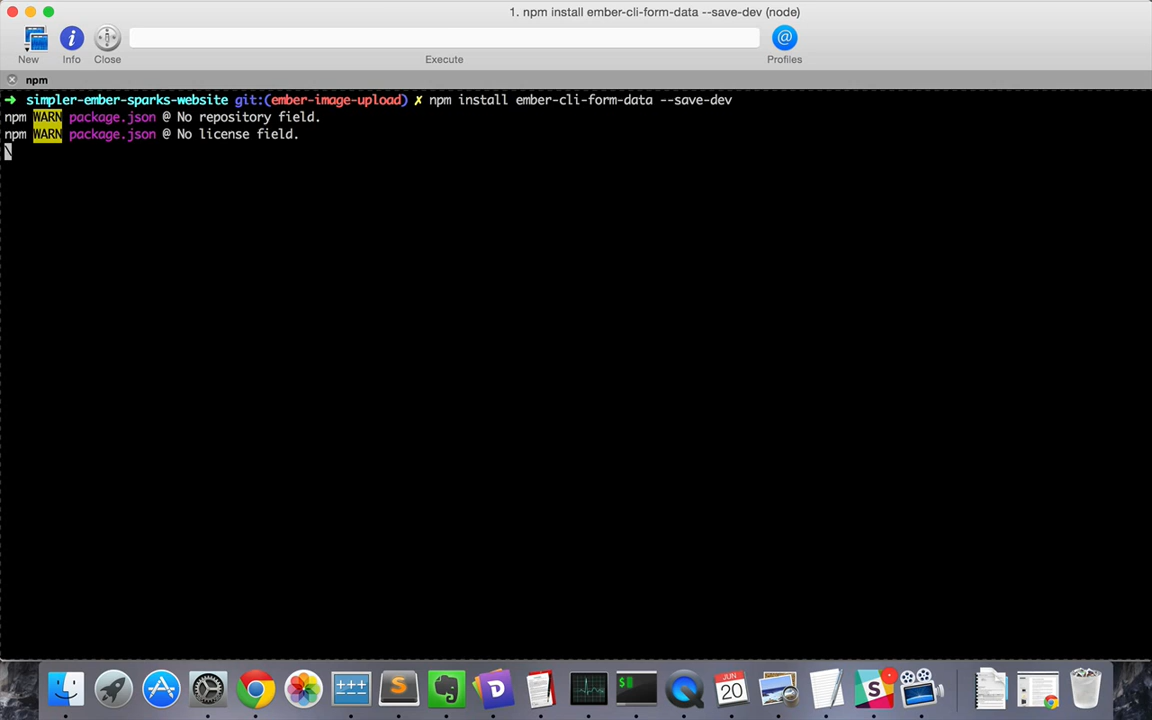 1. npm install ember-cli-form-data --save-dev (node)
New Info Close Execute Profiles
npm
➜ simpler-ember-sparks-website git:(ember-image-upload) ✗ npm install ember-cli-form-data --save-dev
npm WARN package.json @ No repository field.
npm WARN package.json @ No license field.
\
JUN
20